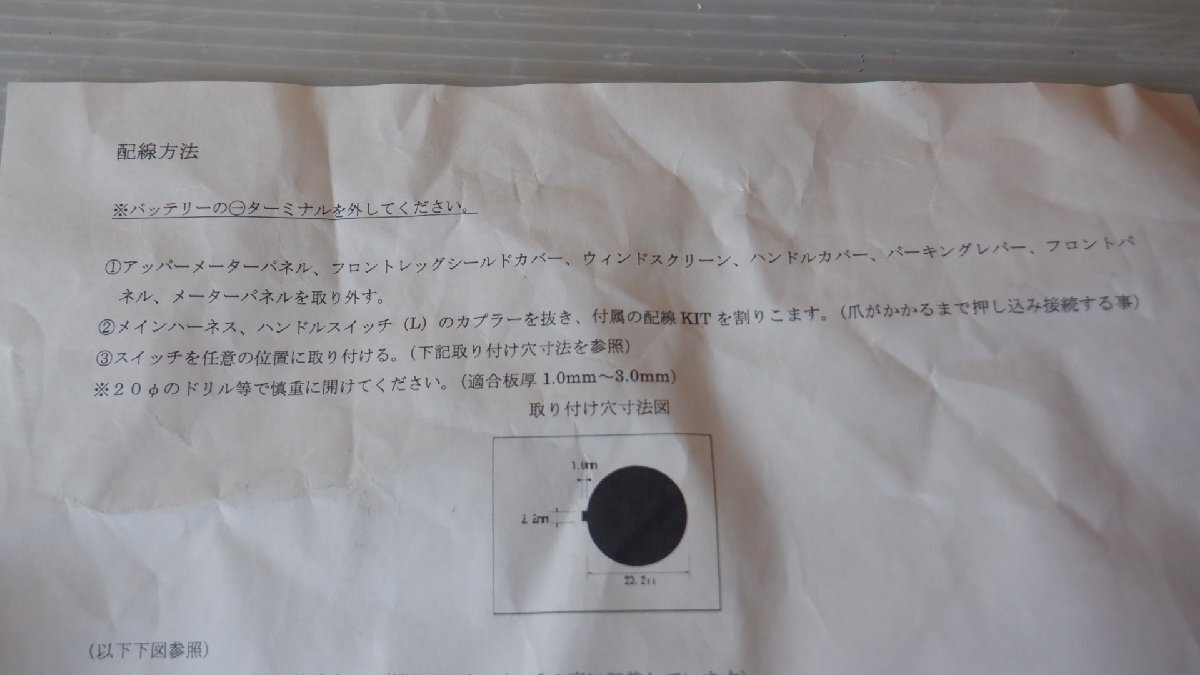 配線方法
※バッテリーの㊀ターミナルを外してください。
①アッパーメーターパネル、フロントレッグシールドカバー、ウィンドスクリーン、ハンドルカバー、パーキングレバー、フロントパ
ネル、メーターパネルを取り外す。
②メインハーネス、ハンドルスイッチ (L) のカプラーを抜き、付属の配線 KIT を割りこます。（爪がかかるまで押し込み接続する事）
③スイッチを任意の位置に取り付ける。（下記取り付け穴寸法を参照）
※２０φのドリル等で慎重に開けてください。（適合板厚 1.0mm～3.0mm）
取り付け穴寸法図
1.0mm
2.2mm
(以下下図参照)